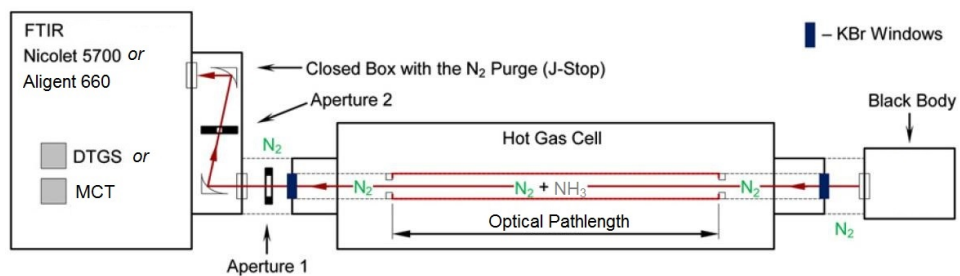 FTIR
Nicolet 5700 or
Aligent 660
DTGS or
MCT
Closed Box with the N₂ Purge (J-Stop)
Aperture 2
N₂
Aperture 1
Hot Gas Cell
N₂
N₂ + NH₃
N₂
Optical Pathlength
– KBr Windows
Black Body
N₂